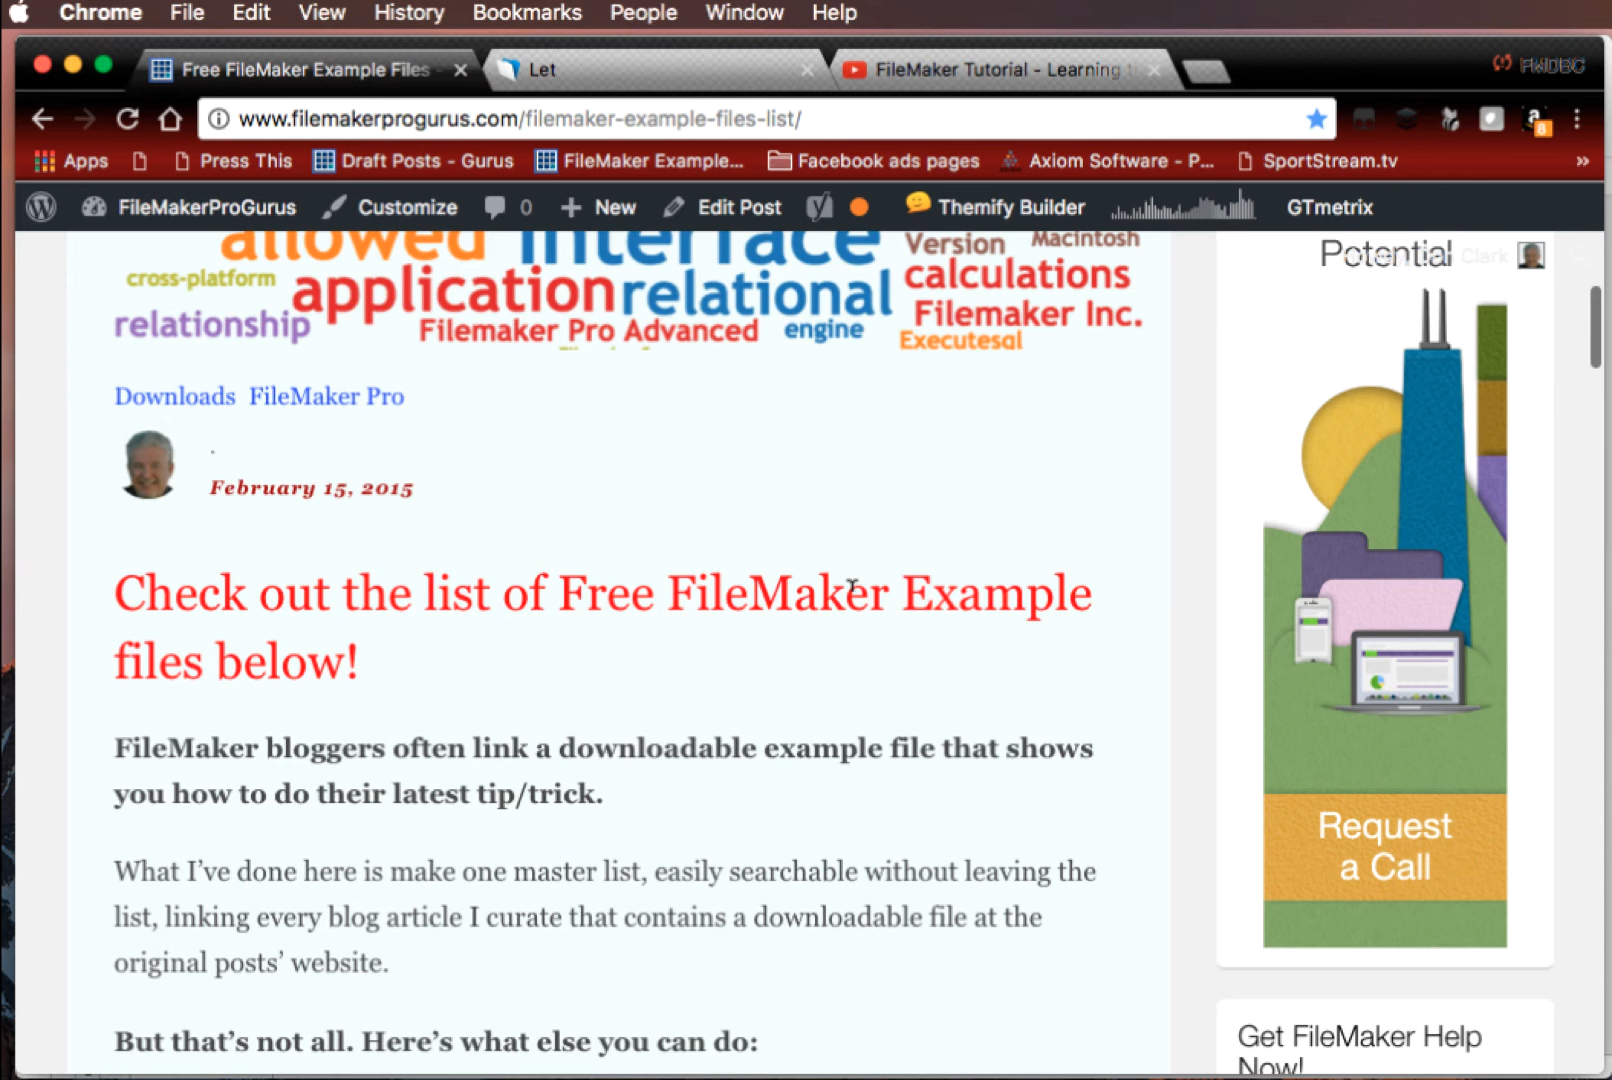 Chrome File Edit View History Bookmarks People Window Help
Free FileMaker Example Files Let FileMaker Tutorial - Learning t FMDBC
www.filemakerprogurus.com/filemaker-example-files-list/
Apps Press This Draft Posts - Gurus FileMaker Example... Facebook ads pages Axiom Software - P... SportStream.tv »
FileMakerProGurus Customize 0 New Edit Post Themify Builder GTmetrix
allowed interface Version Macintosh
cross-platform application relational calculations
relationship Filemaker Pro Advanced engine Filemaker Inc.
Executesql
Potential
Clark
Downloads FileMaker Pro
February 15, 2015
Check out the list of Free FileMaker Example
files below!
FileMaker bloggers often link a downloadable example file that shows
you how to do their latest tip/trick.
What I’ve done here is make one master list, easily searchable without leaving the
list, linking every blog article I curate that contains a downloadable file at the
original posts’ website.
But that’s not all. Here’s what else you can do:
Request
a Call
Get FileMaker Help
Now!